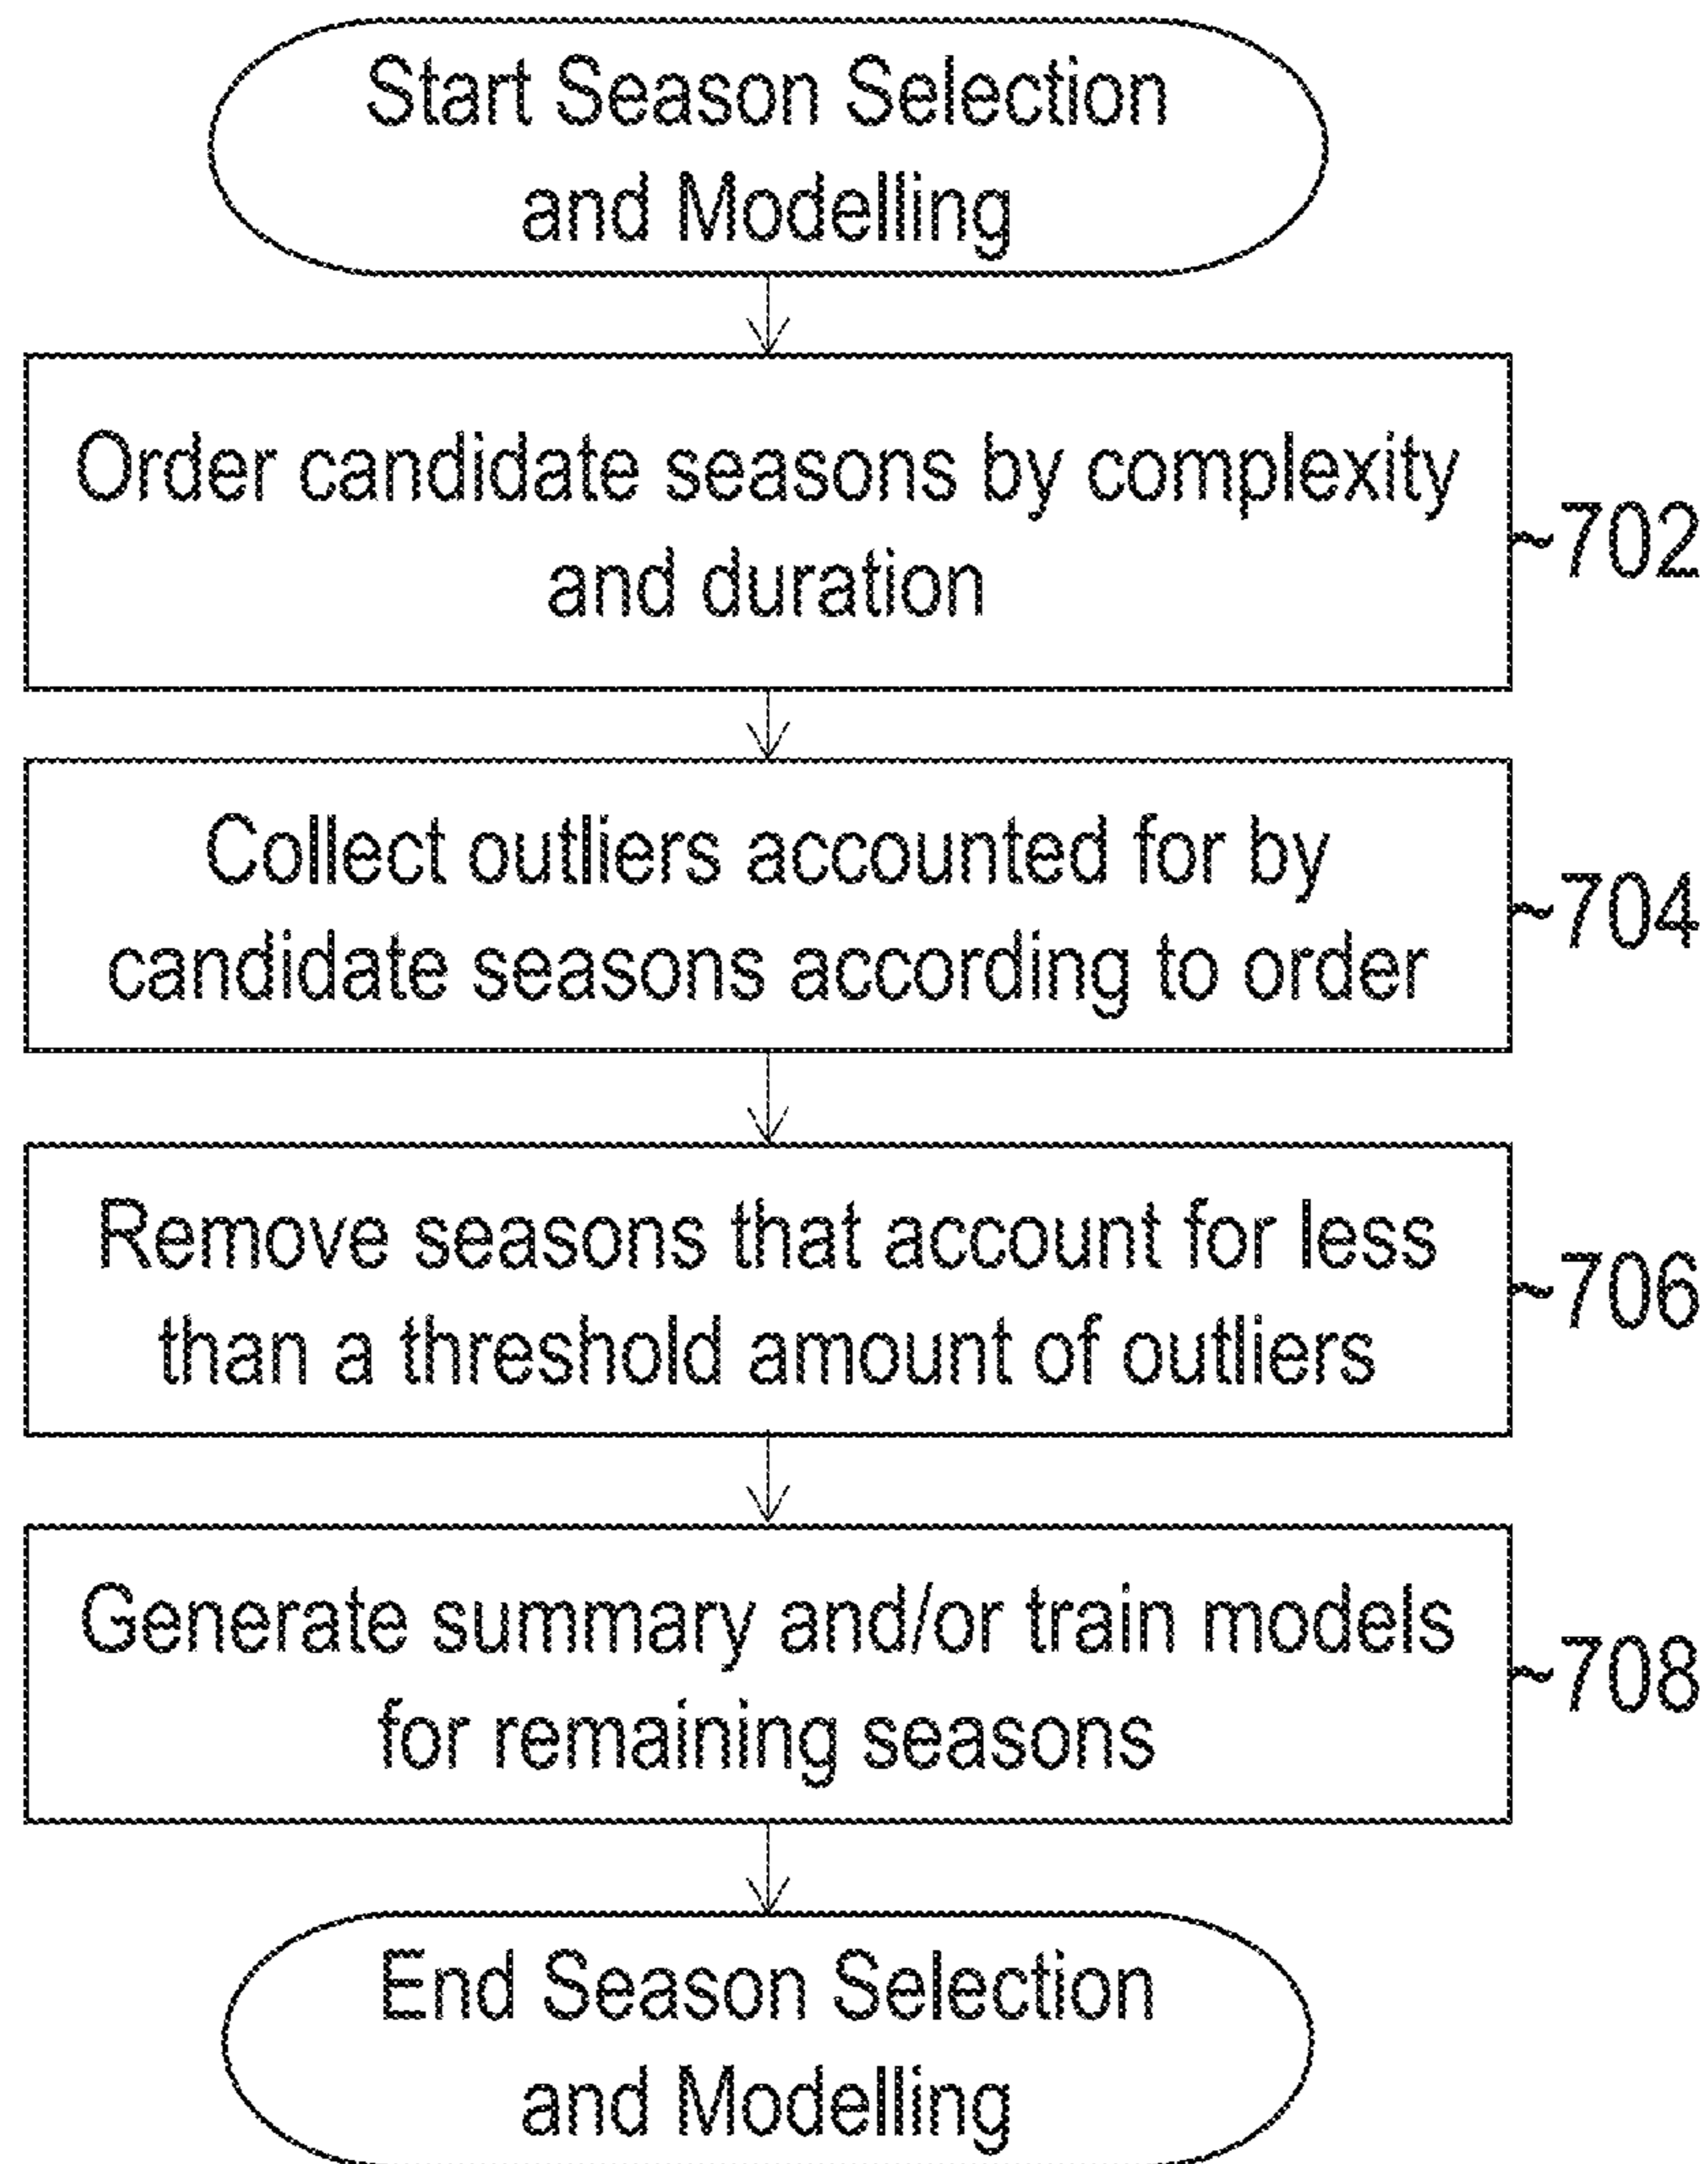 Start Season Selection
and Modelling
Order candidate seasons by complexity
and duration
~702
Collect outliers accounted for by
candidate seasons according to order
~704
Remove seasons that account for less
than a threshold amount of outliers
~706
Generate summary and/or train models
for remaining seasons
~708
End Season Selection
and Modelling